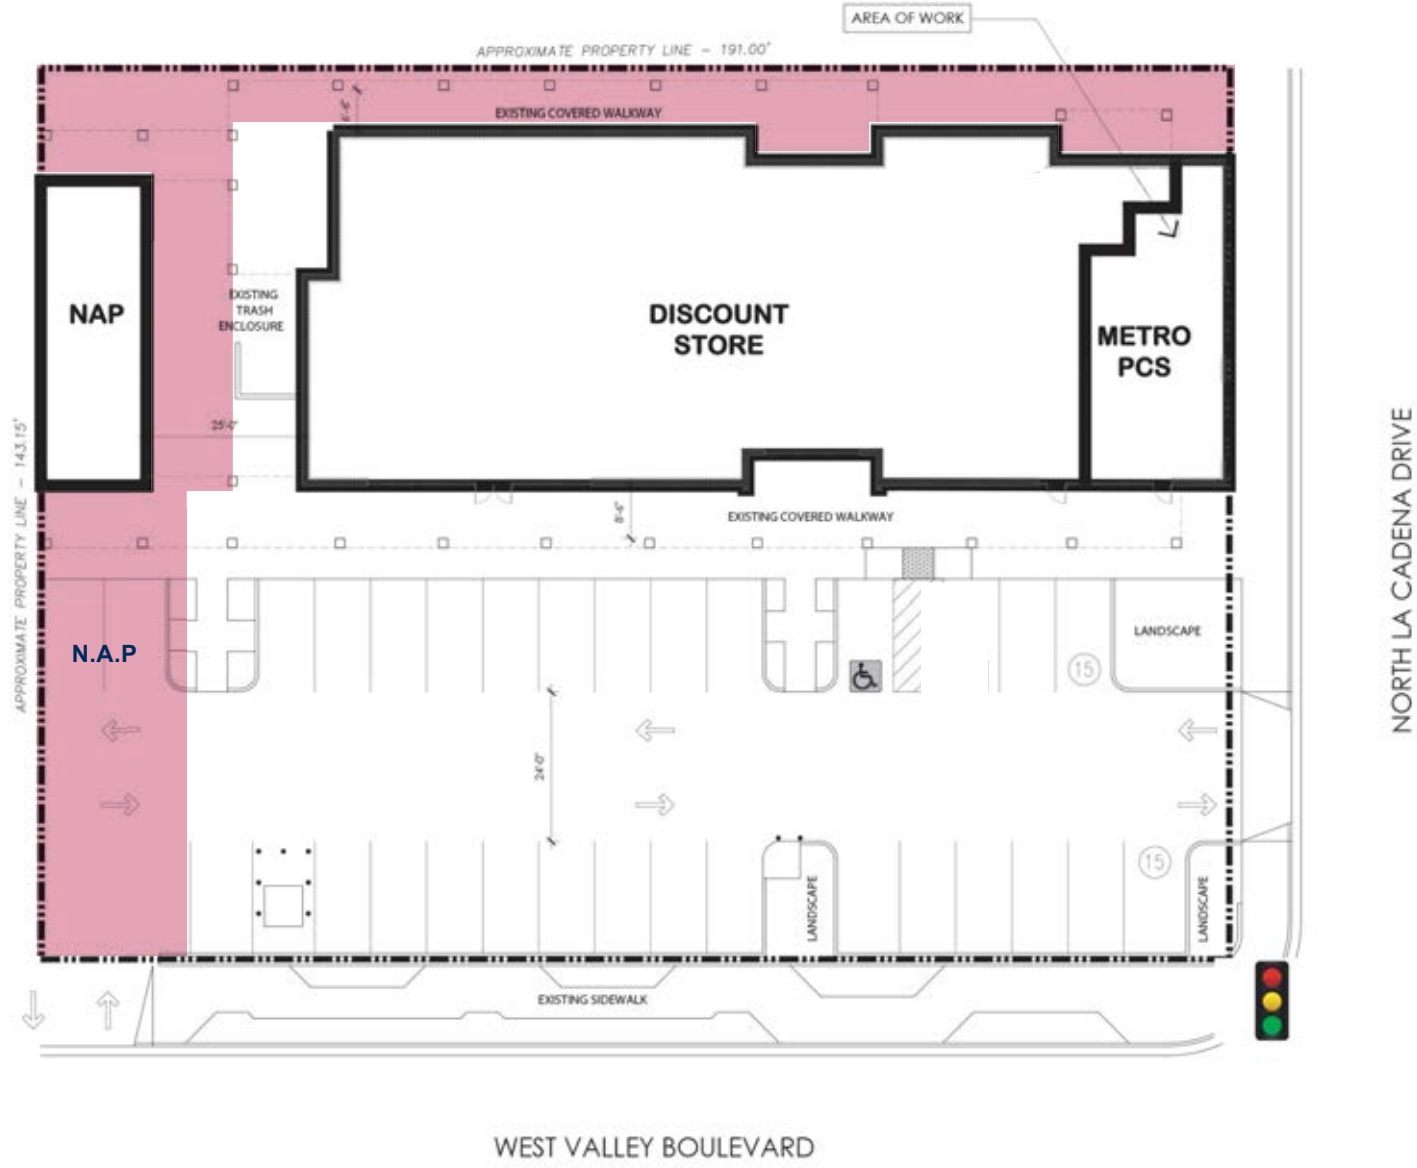 AREA OF WORK
APPROXIMATE PROPERTY LINE - 191.00'
6'-6"
EXISTING COVERED WALKWAY
NAP
EXISTING
TRASH
ENCLOSURE
DISCOUNT
STORE
METRO
PCS
25'-0"
APPROXIMATE PROPERTY LINE - 143.15'
NORTH LA CADENA DRIVE
8'-6"
EXISTING COVERED WALKWAY
N.A.P
LANDSCAPE
15
24'-0"
15
LANDSCAPE
LANDSCAPE
EXISTING SIDEWALK
WEST VALLEY BOULEVARD